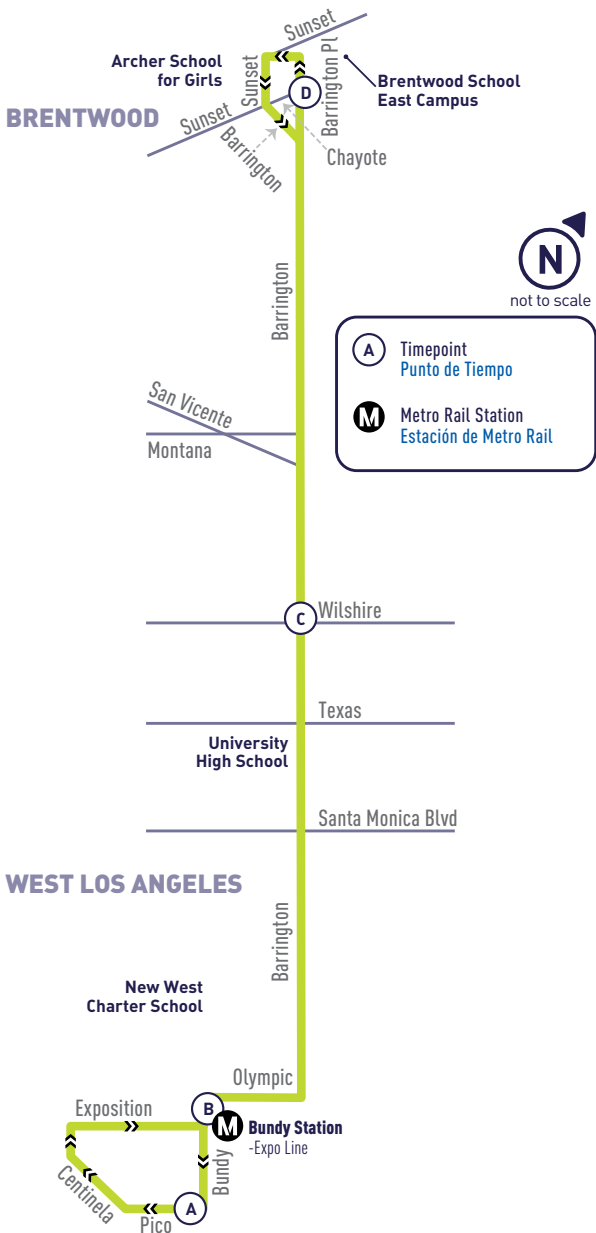 Sunset
Archer School
for Girls
Sunset
Barrington Pl
Brentwood School
East Campus
D
BRENTWOOD
Sunset
Barrington
Chayote
N
not to scale
Barrington
A
Timepoint
Punto de Tiempo
M
Metro Rail Station
Estación de Metro Rail
San Vicente
Montana
C
Wilshire
Texas
University
High School
Santa Monica Blvd
WEST LOS ANGELES
Barrington
New West
Charter School
Olympic
Exposition
B
M
Bundy Station
-Expo Line
Bundy
Centinela
A
Pico